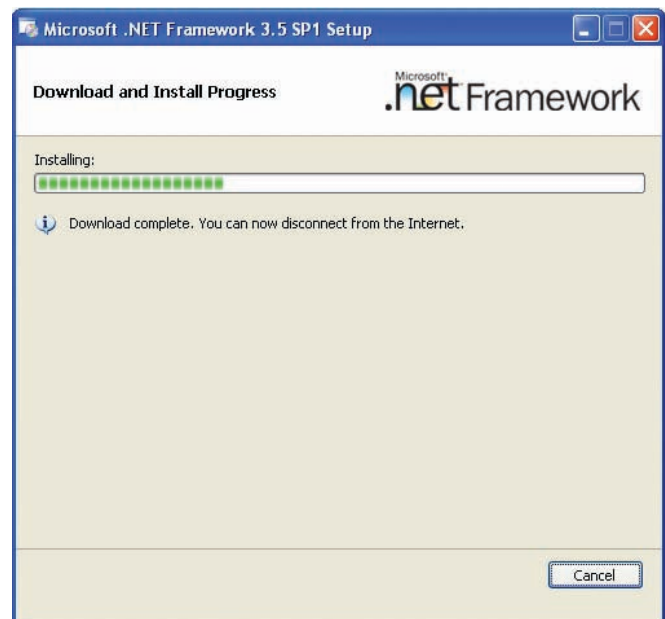 Microsoft .NET Framework 3.5 SP1 Setup
Download and Install Progress
Microsoft
.net Framework
Installing:
Download complete. You can now disconnect from the Internet.
Cancel